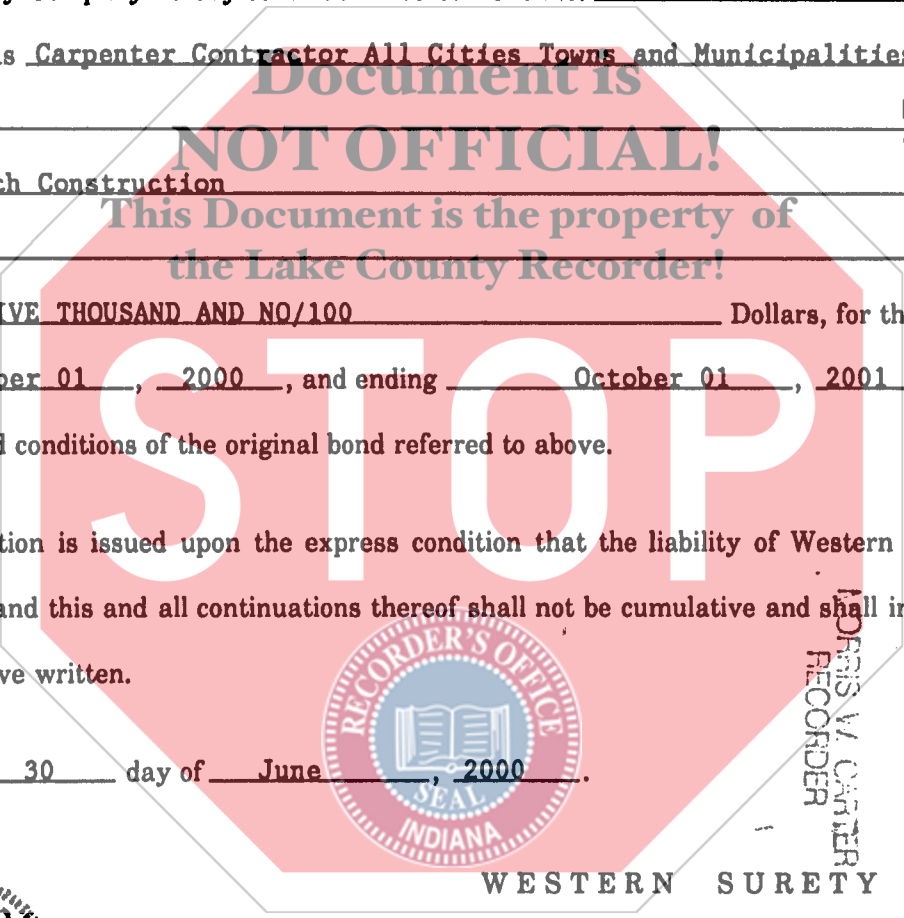 s Carpenter Contractor All Cities Towns and Municipalities
Document is
NOT OFFICIAL!
ch Construction
This Document is the property of
the Lake County Recorder!
IVE THOUSAND AND NO/100 Dollars, for th
ber 01, 2000, and ending October 01, 2001
STOP
d conditions of the original bond referred to above.
tion is issued upon the express condition that the liability of Western
and this and all continuations thereof shall not be cumulative and shall in
ve written.
30 day of June, 2000.
RECORDER'S OFFICE
SEAL
INDIANA
MORRIS W. CARTER
RECORDER
WESTERN SURETY